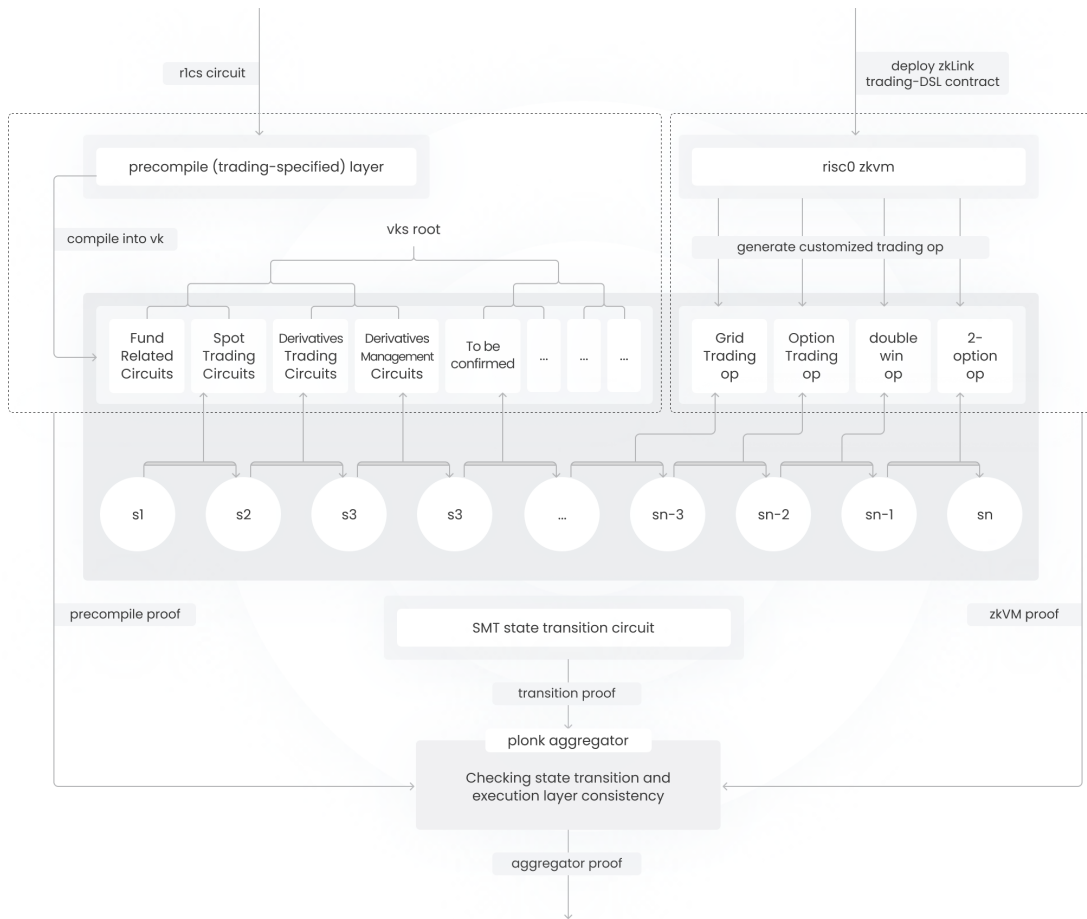 r1cs circuit
deploy zkLink
trading-DSL contract
precompile (trading-specified) layer
risc0 zkvm
compile into vk
vks root
generate customized trading op
Fund
Related
Circuits
Spot
Trading
Circuits
Derivatives
Trading
Circuits
Derivatives
Management
Circuits
To be
confirmed
...
...
...
Grid
Trading
op
Option
Trading
op
double
win
op
2-
option
op
s1
s2
s3
s3
...
sn-3
sn-2
sn-1
sn
precompile proof
SMT state transition circuit
zkVM proof
transition proof
plonk aggregator
Checking state transition and
execution layer consistency
aggregator proof